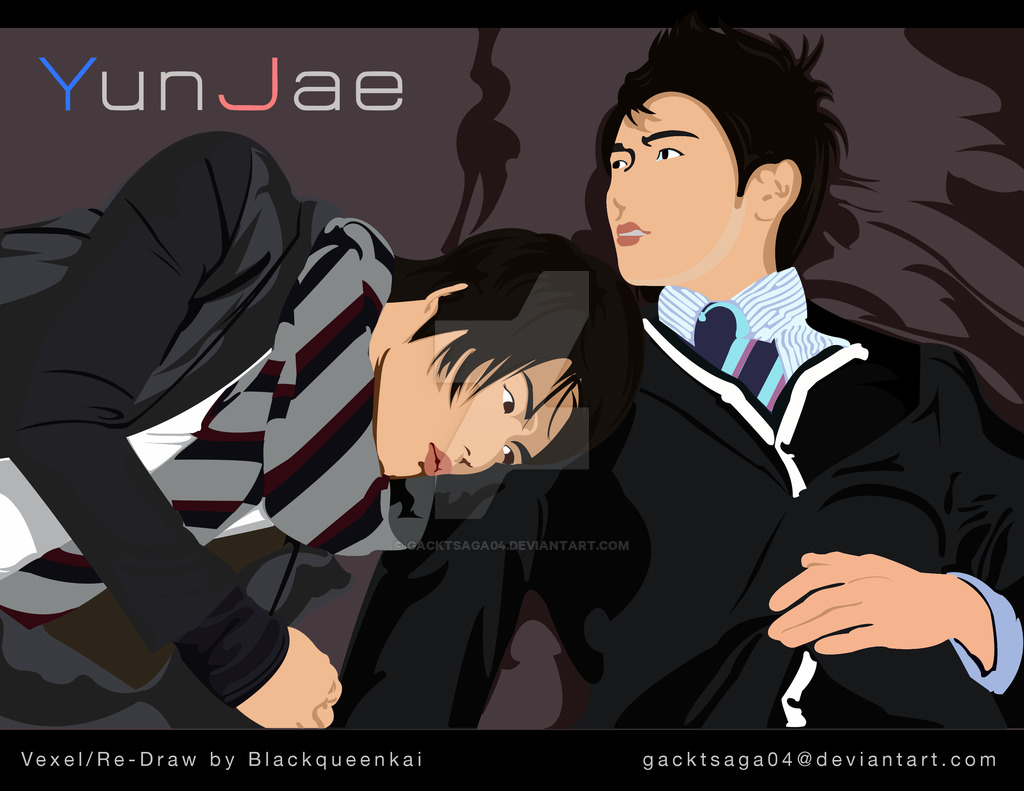 YunJae
©GACKTSAGA04.DEVIANTART.COM
Vexel/Re-Draw by Blackqueenkai
gacktsaga04@deviantart.com